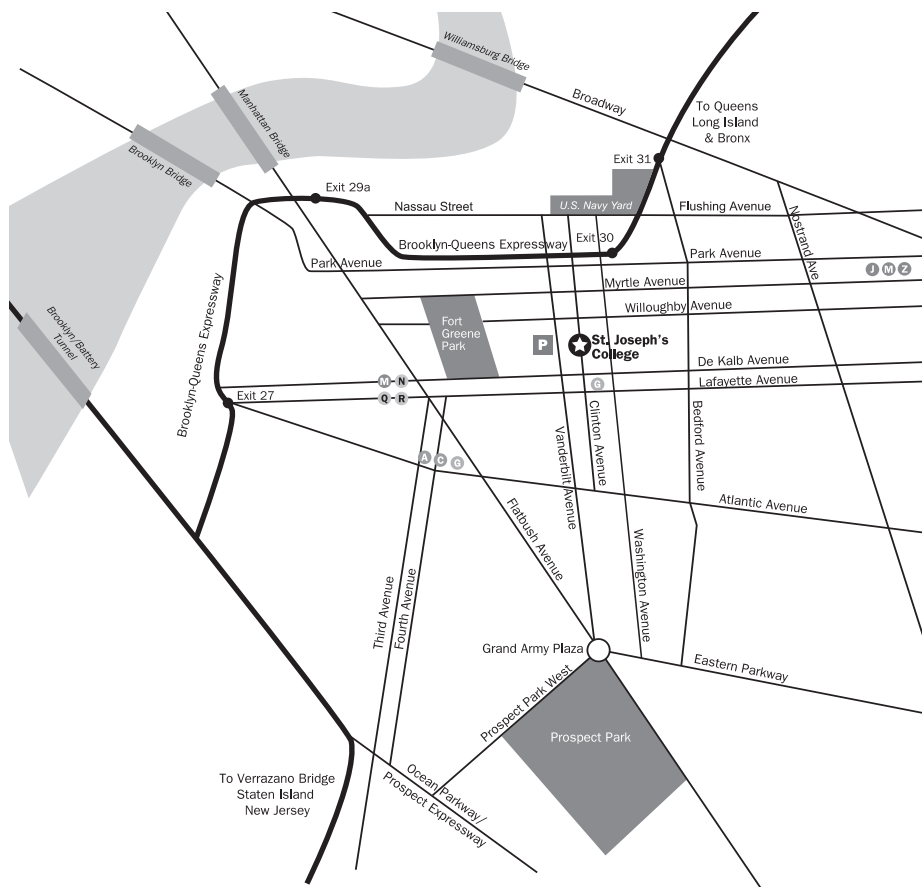 Williamsburg Bridge
Broadway
To Queens
Long Island
& Bronx
Manhattan Bridge
Brooklyn Bridge
Exit 31
Exit 29a
U.S. Navy Yard
Nassau Street
Flushing Avenue
Nostrand Ave
Brooklyn-Queens Expressway
Exit 30
Park Avenue
Park Avenue
J M Z
Myrtle Avenue
Willoughby Avenue
Brooklyn/Battery
Tunnel
Brooklyn-Queens Expressway
Fort
Greene
Park
P
St. Joseph's
College
De Kalb Avenue
Lafayette Avenue
M N
Q R
G
Exit 27
Clinton Avenue
Vanderbilt Avenue
Bedford Avenue
A C G
Atlantic Avenue
Flatbush Avenue
Washington Avenue
Third Avenue
Fourth Avenue
Grand Army Plaza
Eastern Parkway
Prospect Park West
Prospect Park
To Verrazano Bridge
Staten Island
New Jersey
Ocean Parkway/
Prospect Expressway